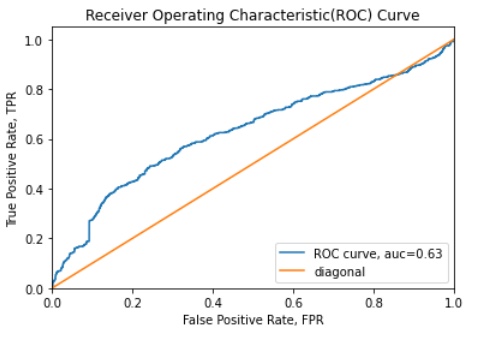 Receiver Operating Characteristic(ROC) Curve
True Positive Rate, TPR
1.0
0.8
0.6
0.4
0.2
0.0
ROC curve, auc=0.63
diagonal
0.0 0.2 0.4 0.6 0.8 1.0
False Positive Rate, FPR